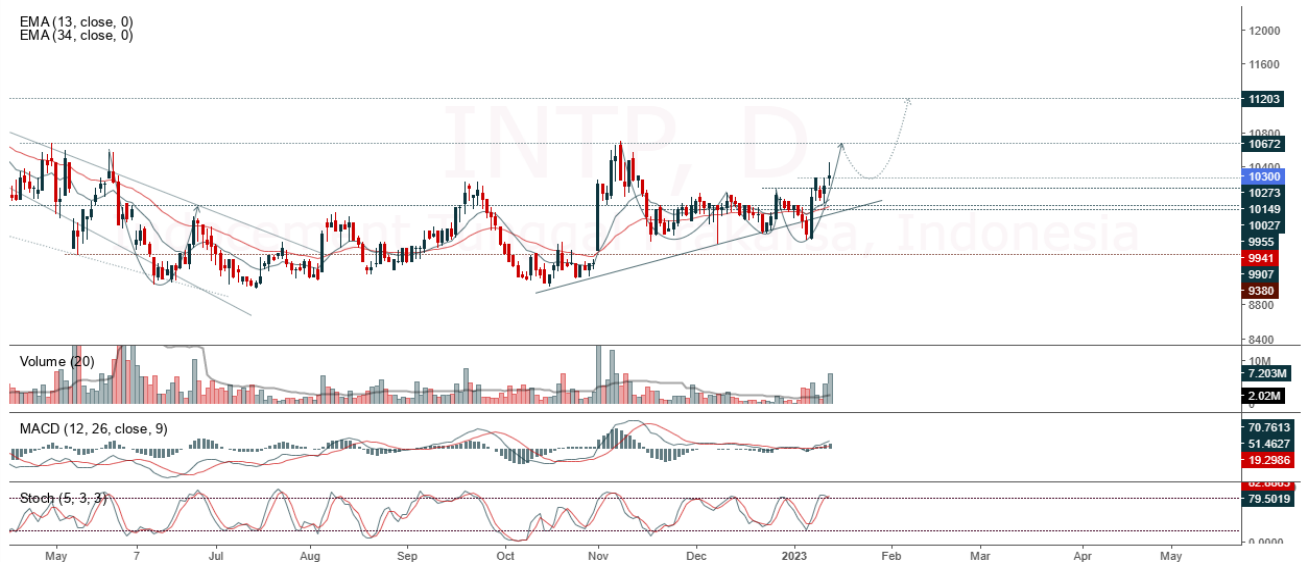 EMA (13, close, 0)
EMA (34, close, 0)
INTP, D
12000
11600
11203
10800
10672
10400
10300
10273
10149
10027
9955
9941
9907
9380
8800
8400
Volume (20)
10M
7.203M
2.02M
0
MACD (12, 26, close, 9)
70.7613
51.4627
19.2986
Stoch (5, 3, 3)
79.5019
0.0000
May 7 Jul Aug Sep Oct Nov Dec 2023 Feb Mar Apr May